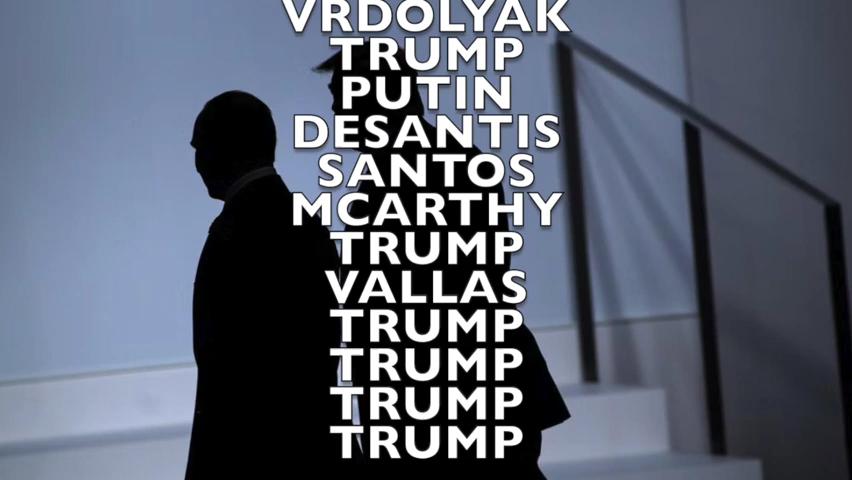 VRDOLYAK
TRUMP
PUTIN
DESANTIS
SANTOS
MCARTHY
TRUMP
VALLAS
TRUMP
TRUMP
TRUMP
TRUMP